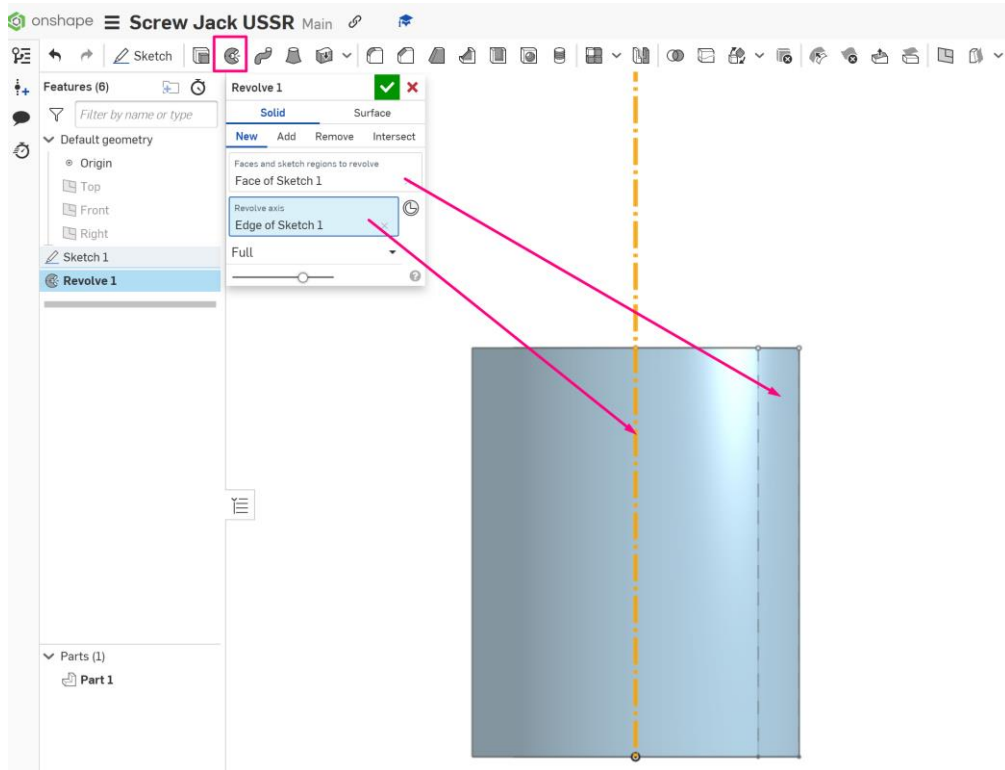 onshape Screw Jack USSR Main
Sketch
Features (6)
Filter by name or type
Default geometry
Origin
Top
Front
Right
Sketch 1
Revolve 1
Revolve 1
Solid Surface
New Add Remove Intersect
Faces and sketch regions to revolve
Face of Sketch 1
Revolve axis
Edge of Sketch 1
Full
Parts (1)
Part 1